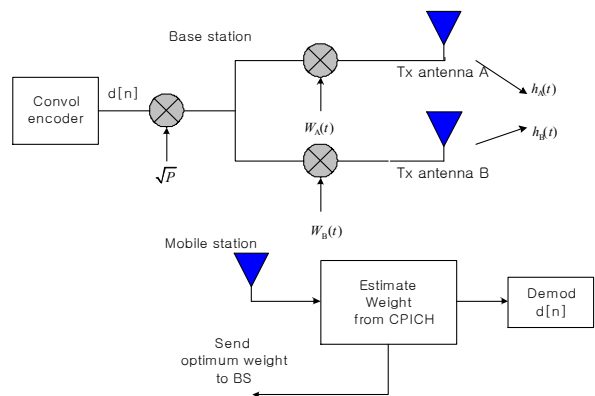 Base station
Convol
encoder
d[n]
√P
W_A(t)
Tx antenna A
h_A(t)
h_B(t)
Tx antenna B
W_B(t)
Mobile station
Estimate
Weight
from CPICH
Demod
d[n]
Send
optimum weight
to BS